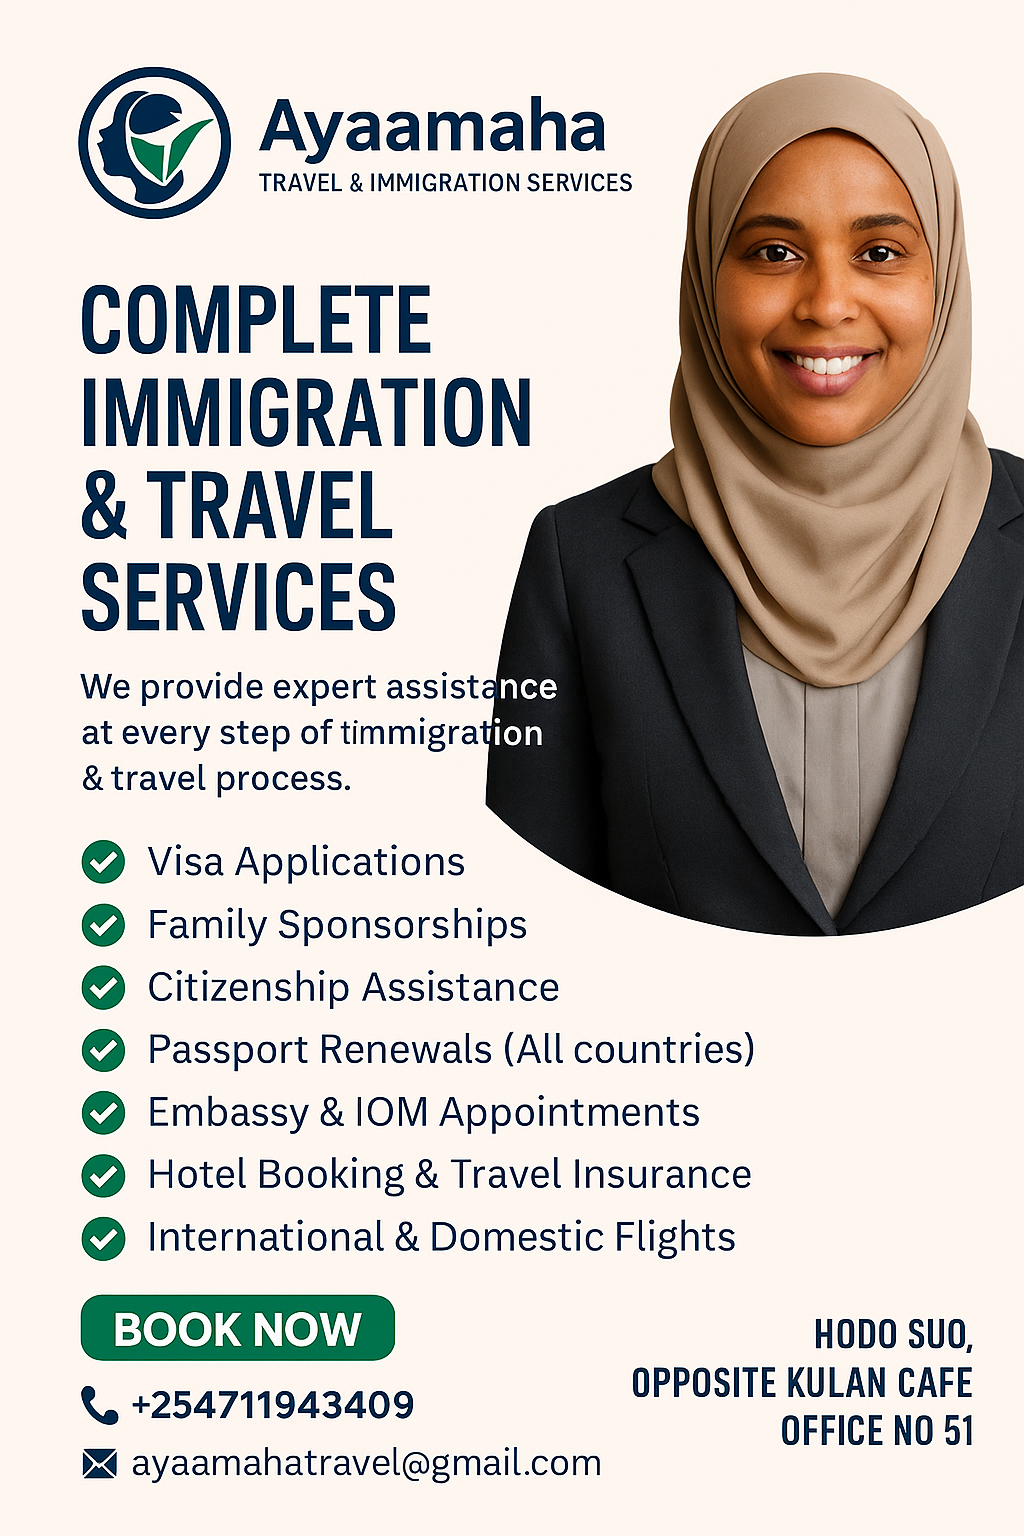 Ayaamaha
TRAVEL & IMMIGRATION SERVICES
COMPLETE
IMMIGRATION
& TRAVEL
SERVICES
We provide expert assistance
at every step of timmigration
& travel process.
Visa Applications
Family Sponsorships
Citizenship Assistance
Passport Renewals (All countries)
Embassy & IOM Appointments
Hotel Booking & Travel Insurance
International & Domestic Flights
BOOK NOW
+254711943409
ayaamahatravel@gmail.com
HODO SUO,
OPPOSITE KULAN CAFE
OFFICE NO 51